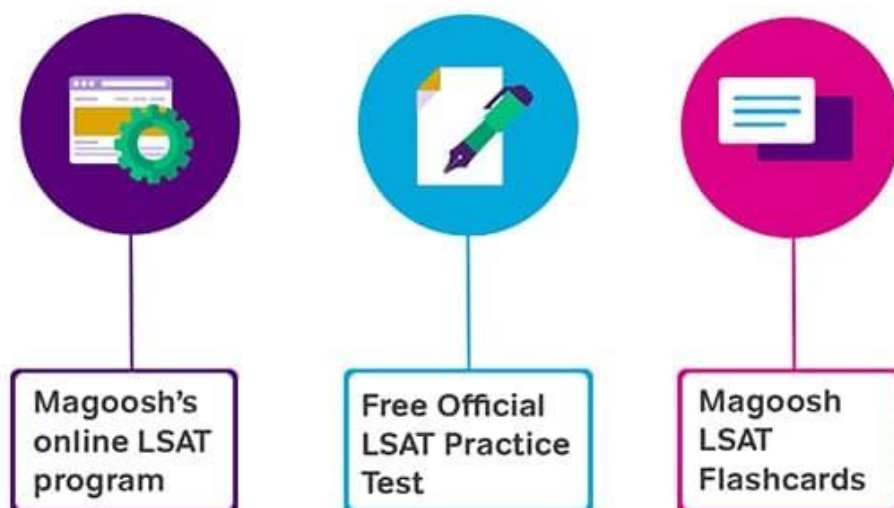 Magoosh's
online LSAT
program
Free Official
LSAT Practice
Test
Magoosh
LSAT
Flashcards